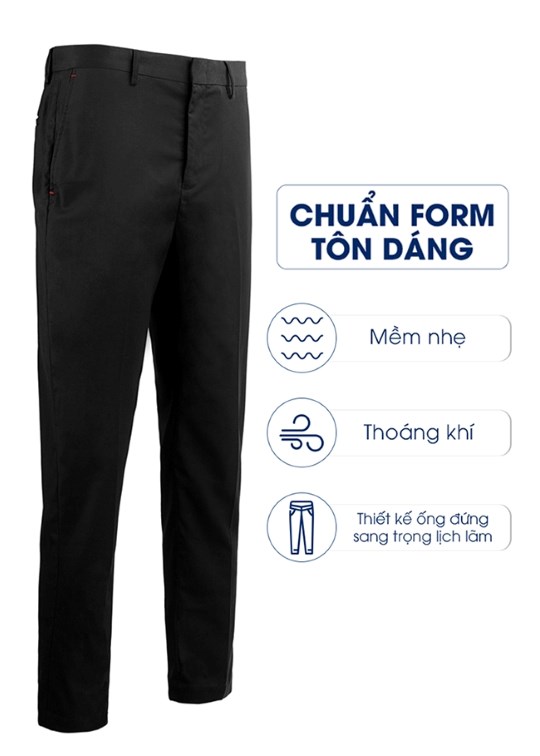 CHUẨN FORM
TÔN DÁNG
Mềm nhẹ
Thoáng khí
Thiết kế ống đứng
sang trọng lịch lãm